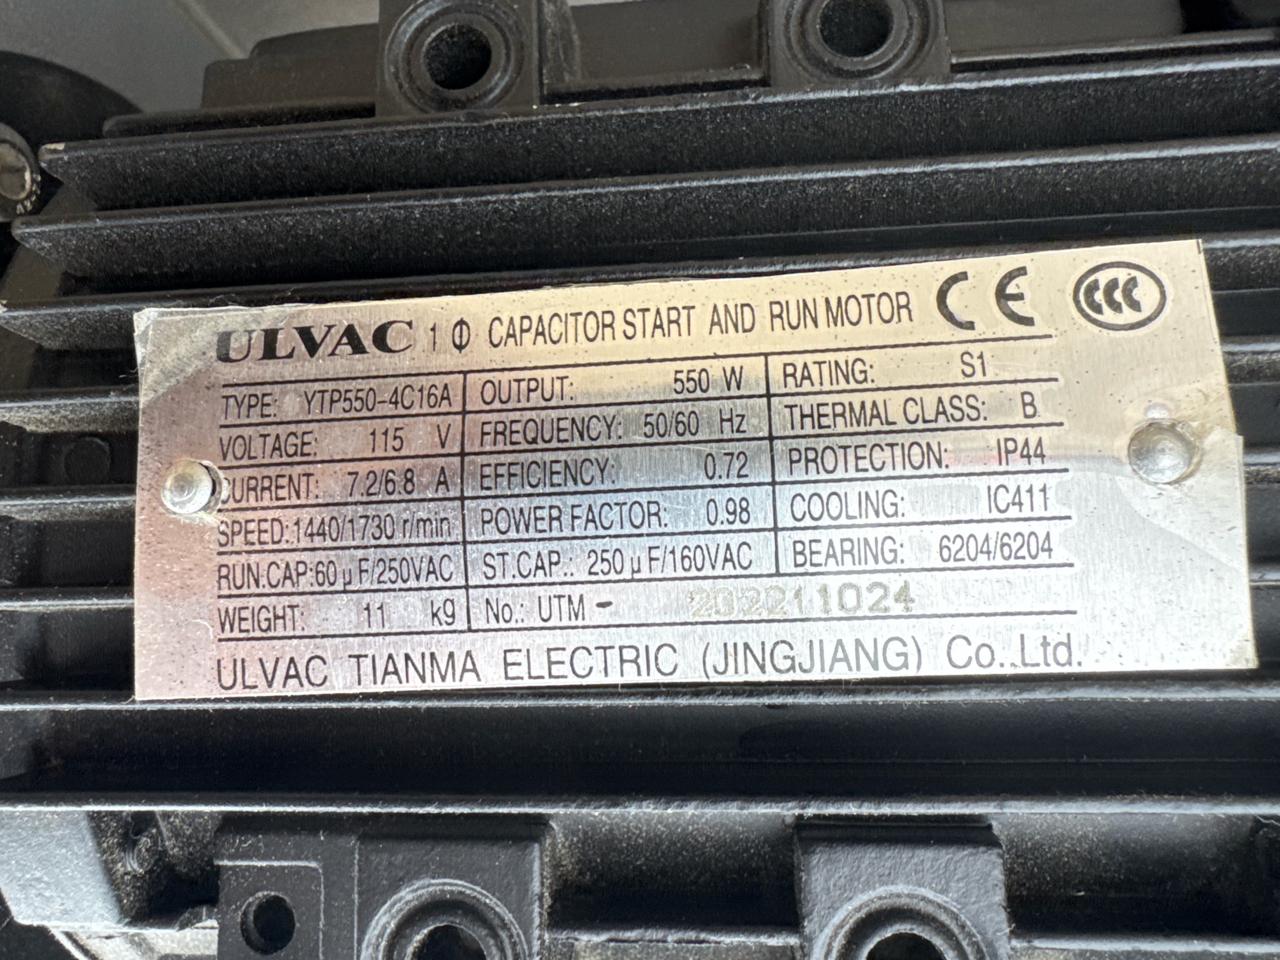 ULVAC 1 Φ CAPACITOR START AND RUN MOTOR CE CCC
TYPE: YTP550-4C16A OUTPUT: 550 W RATING: S1
VOLTAGE: 115 V FREQUENCY: 50/60 Hz THERMAL CLASS: B
CURRENT: 7.2/6.8 A EFFICIENCY: 0.72 PROTECTION: IP44
SPEED: 1440/1730 r/min POWER FACTOR: 0.98 COOLING: IC411
RUN.CAP: 60 μF/250VAC ST.CAP.: 250 μF/160VAC BEARING: 6204/6204
WEIGHT: 11 kg No.: UTM - 202211024
ULVAC TIANMA ELECTRIC (JINGJIANG) Co.. Ltd.